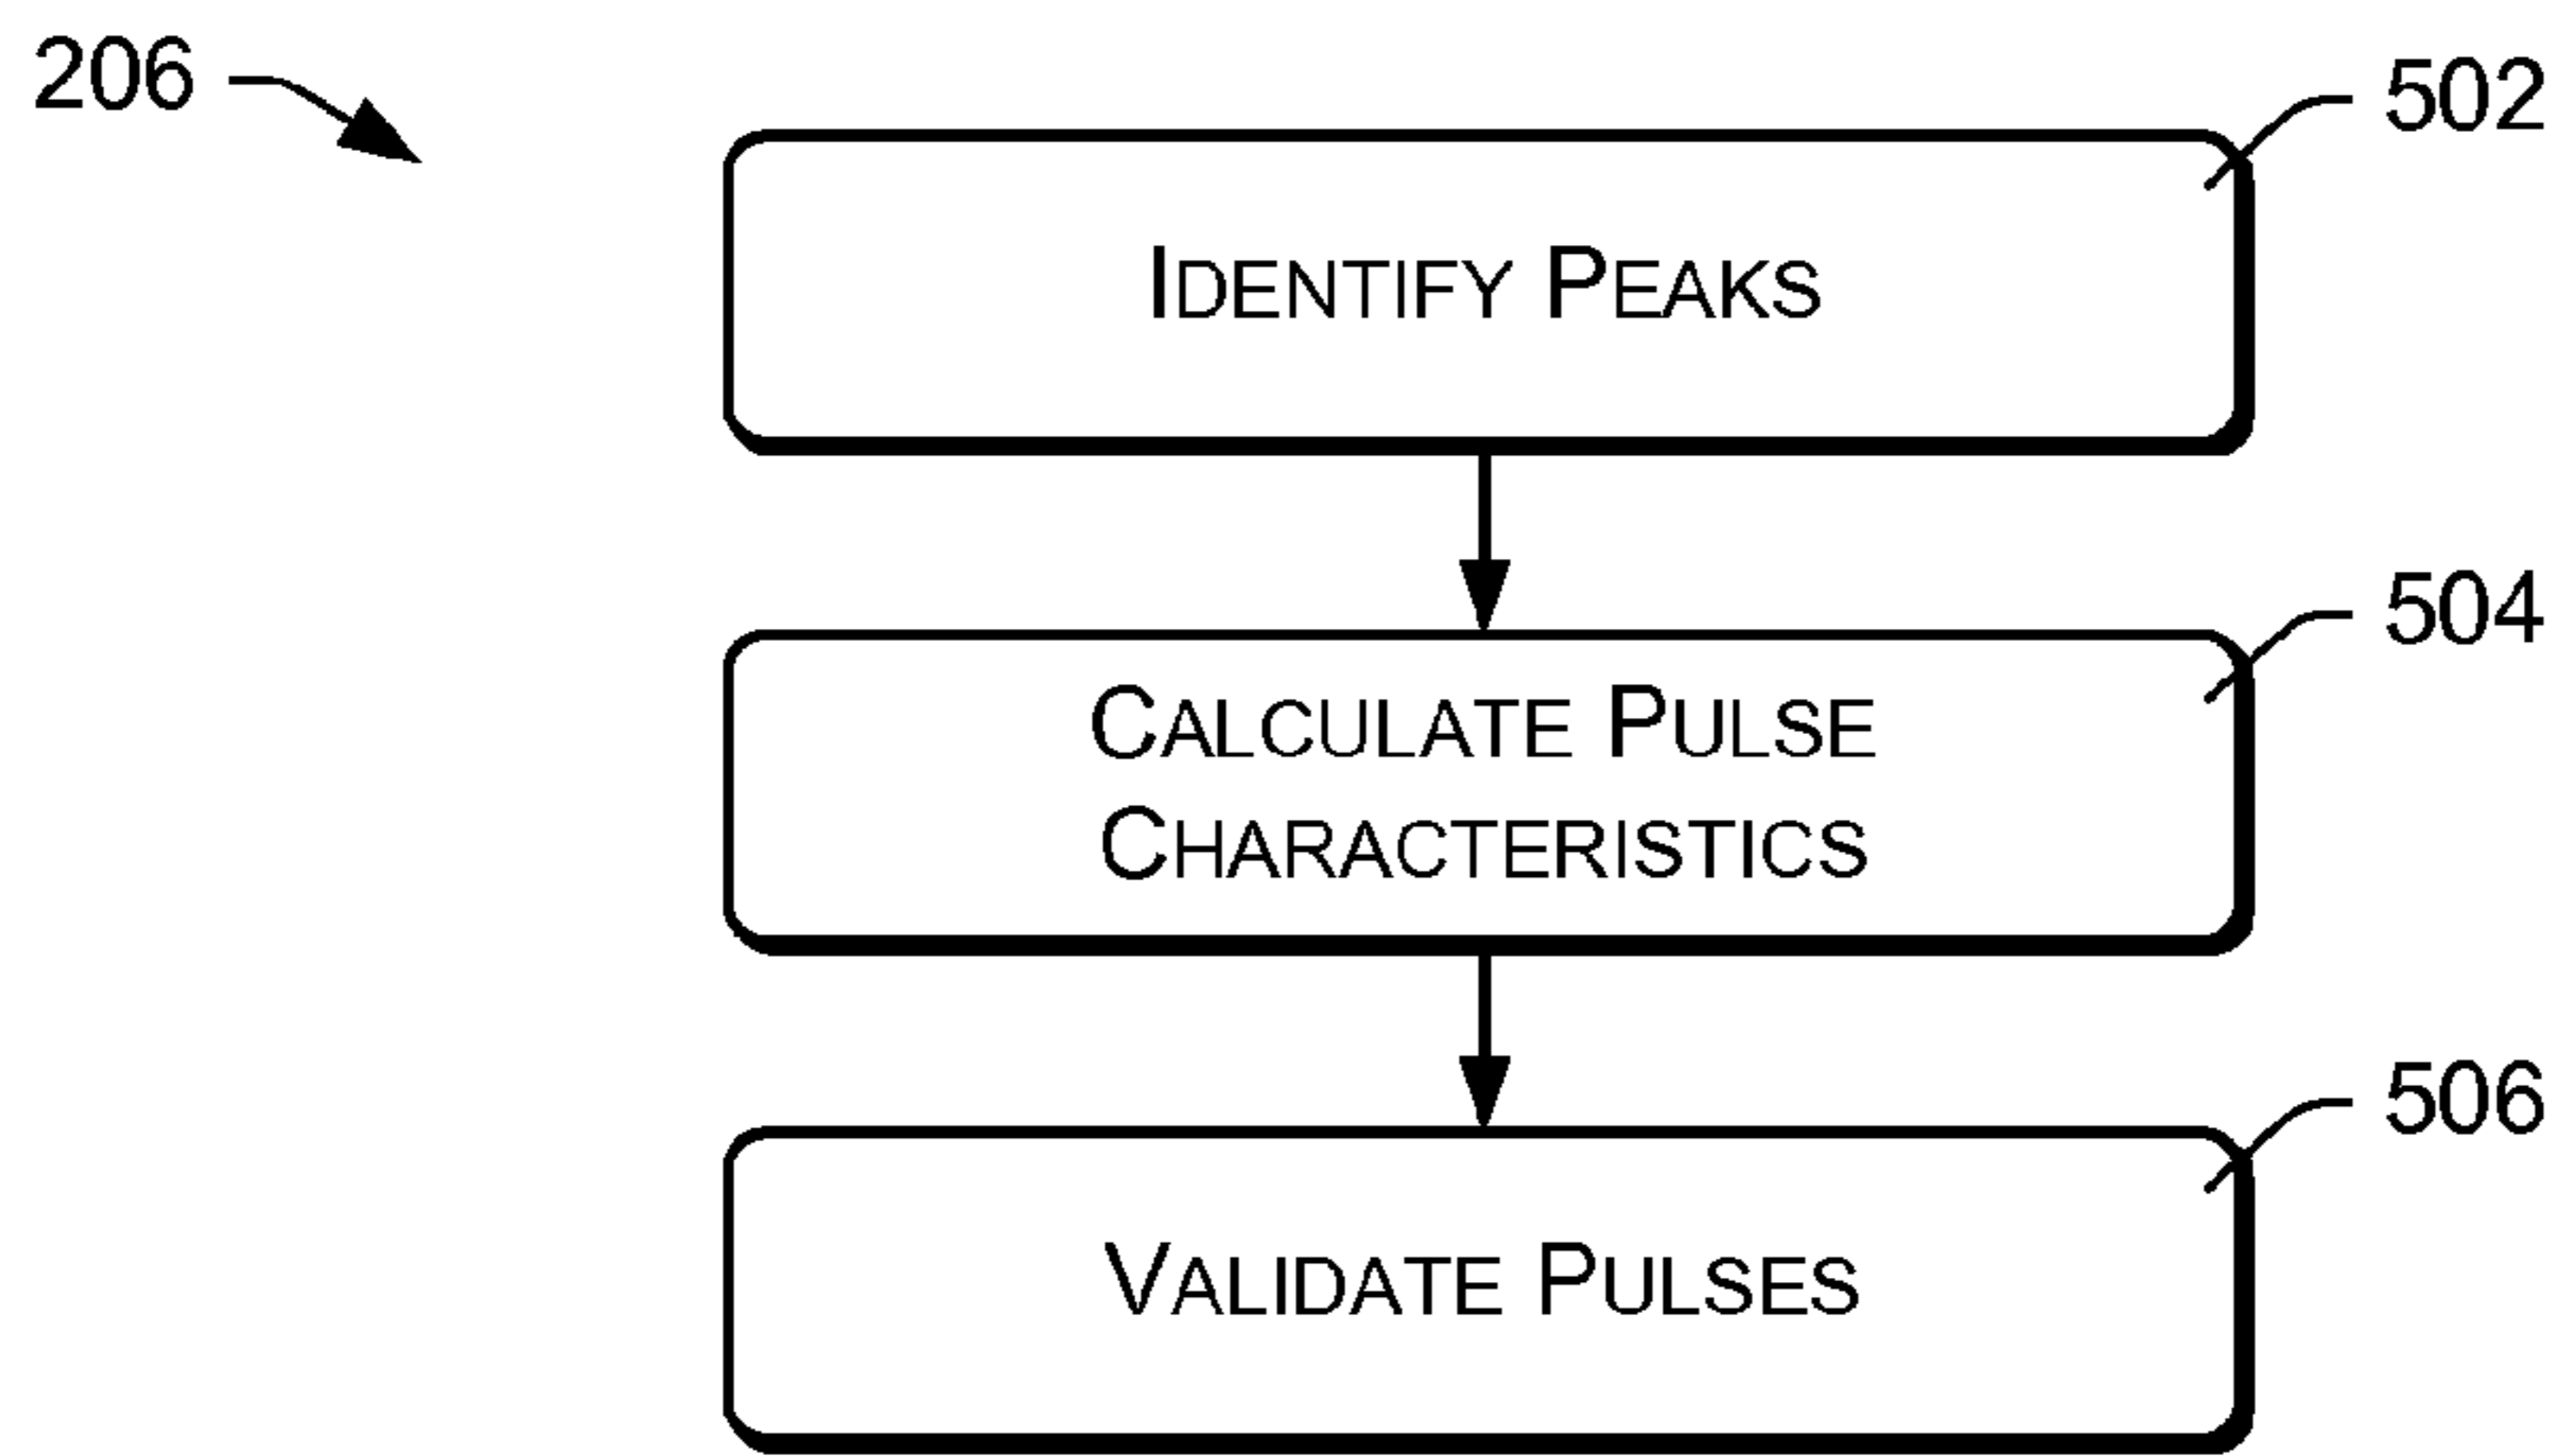 206
502
IDENTIFY PEAKS
504
CALCULATE PULSE
CHARACTERISTICS
506
VALIDATE PULSES